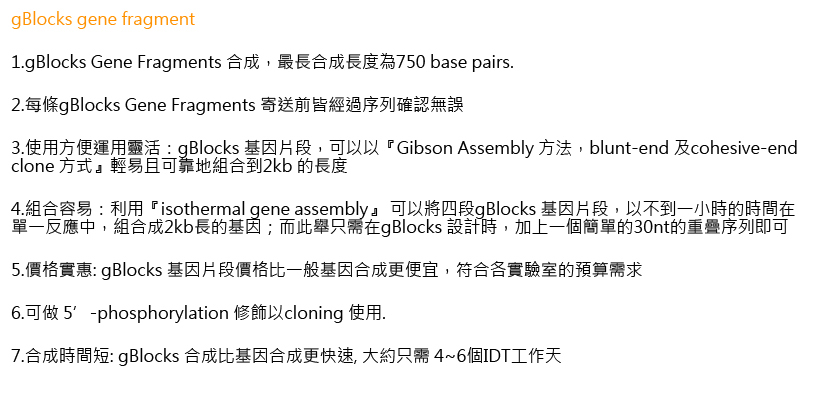 gBlocks gene fragment
1.gBlocks Gene Fragments 合成，最長合成長度為750 base pairs.
2.每條gBlocks Gene Fragments 寄送前皆經過序列確認無誤
3.使用方便運用靈活：gBlocks 基因片段，可以以『Gibson Assembly 方法，blunt-end 及cohesive-end
clone 方式』輕易且可靠地組合到2kb 的長度
4.組合容易：利用『isothermal gene assembly』 可以將四段gBlocks 基因片段，以不到一小時的時間在
單一反應中，組合成2kb長的基因；而此舉只需在gBlocks 設計時，加上一個簡單的30nt的重疊序列即可
5.價格實惠: gBlocks 基因片段價格比一般基因合成更便宜，符合各實驗室的預算需求
6.可做 5’-phosphorylation 修飾以cloning 使用.
7.合成時間短: gBlocks 合成比基因合成更快速, 大約只需 4~6個IDT工作天